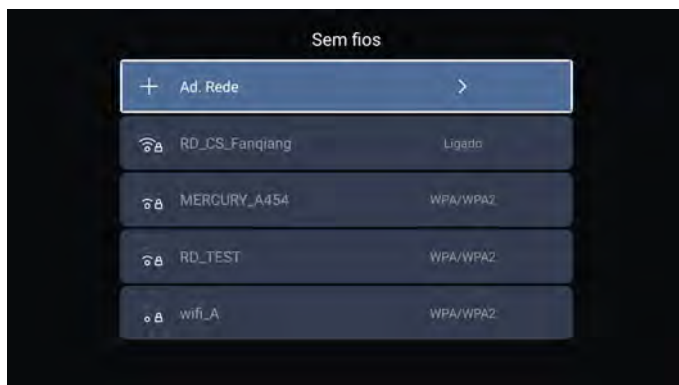 Sem fios
Ad. Rede
RD_CS_Fanqiang Ligado
MERCURY_A454 WPA/WPA2
RD_TEST WPA/WPA2
wifi_A WPA/WPA2